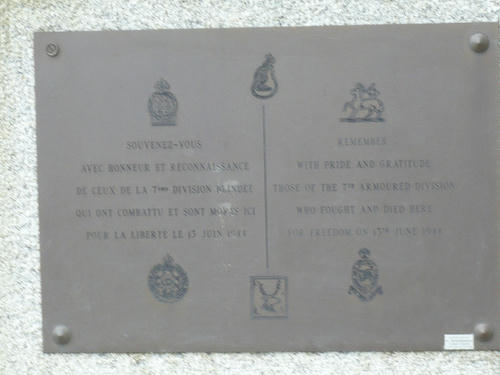 SOUVENEZ-VOUS
AVEC HONNEUR ET RECONNAISSANCE
DE CEUX DE LA 7EME DIVISION BLINDEE
QUI ONT COMBATTU ET SONT MORTS ICI
POUR LA LIBERTE LE 13 JUIN 1944
REMEMBER
WITH PRIDE AND GRATITUDE
THOSE OF THE 7TH ARMOURED DIVISION
WHO FOUGHT AND DIED HERE
FOR FREEDOM ON 13TH JUNE 1944